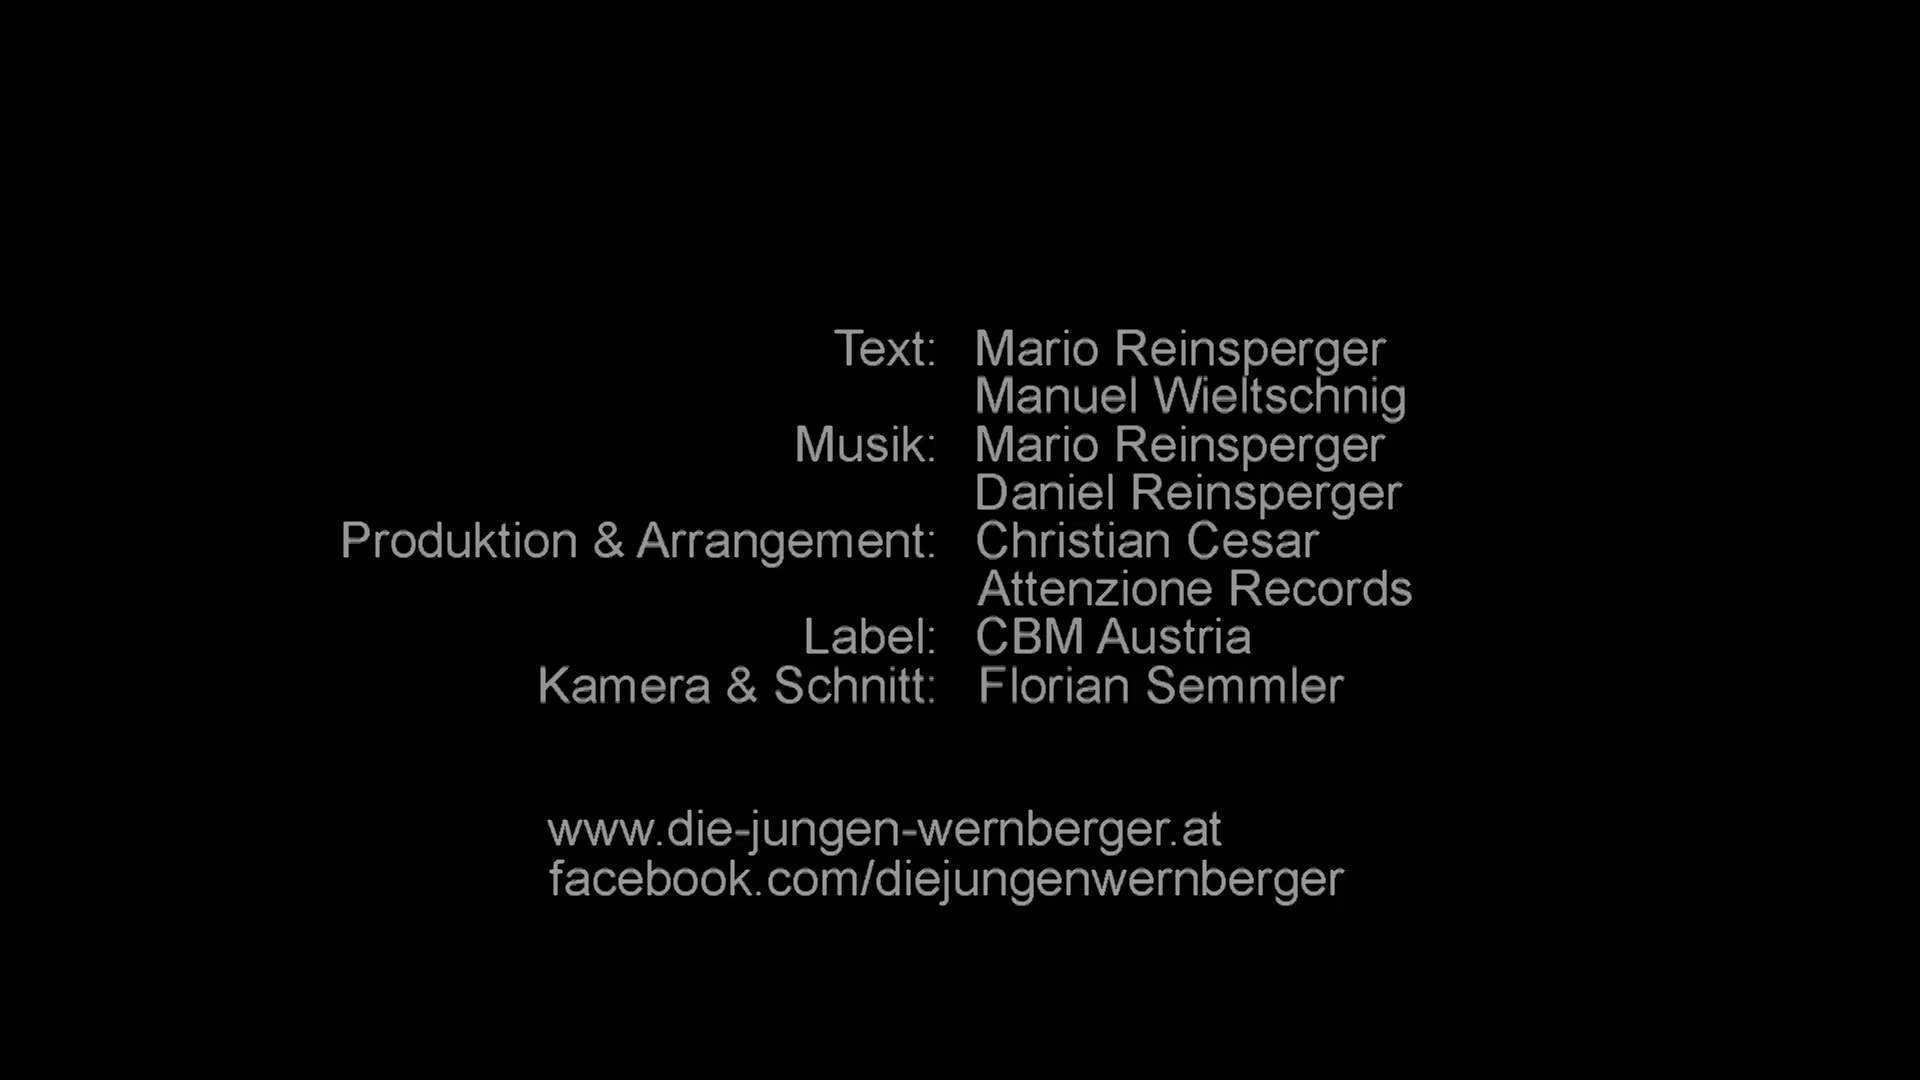 Text: Mario Reinsperger
Manuel Wieltschnig
Musik: Mario Reinsperger
Daniel Reinsperger
Produktion & Arrangement: Christian Cesar
Attenzione Records
Label: CBM Austria
Kamera & Schnitt: Florian Semmler
www.die-jungen-wernberger.at
facebook.com/diejungenwernberger